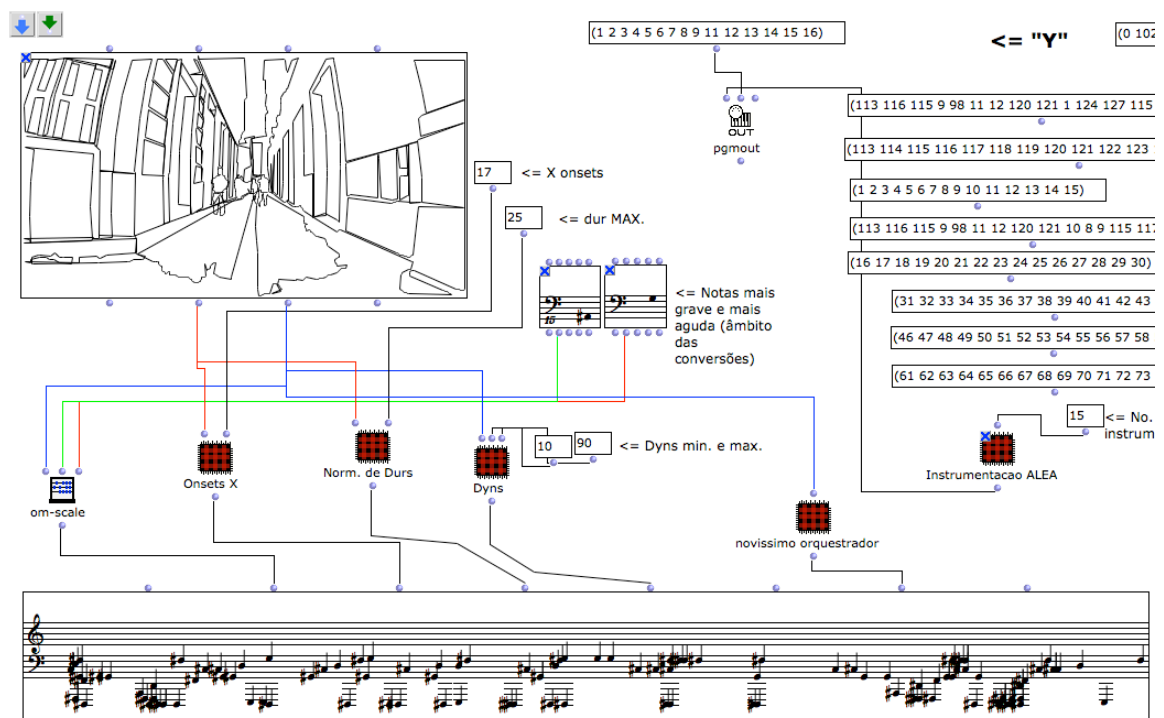 (1 2 3 4 5 6 7 8 9 11 12 13 14 15 16)
<= "Y"
(0 102
OUT
pgmout
(113 116 115 9 98 11 12 120 121 1 124 127 115
(113 114 115 116 117 118 119 120 121 122 123
(1 2 3 4 5 6 7 8 9 10 11 12 13 14 15)
(113 116 115 9 98 11 12 120 121 10 8 9 115 117
(16 17 18 19 20 21 22 23 24 25 26 27 28 29 30)
(31 32 33 34 35 36 37 38 39 40 41 42 43
(46 47 48 49 50 51 52 53 54 55 56 57 58
(61 62 63 64 65 66 67 68 69 70 71 72 73
17 <= X onsets
25 <= dur MAX.
15
<= Notas mais
grave e mais
aguda (âmbito
das
conversões)
15 <= No.
instrum
Instrumentacao ALEA
10 90 <= Dyns min. e max.
Onsets X
Norm. de Durs
Dyns
om-scale
novissimo orquestrador